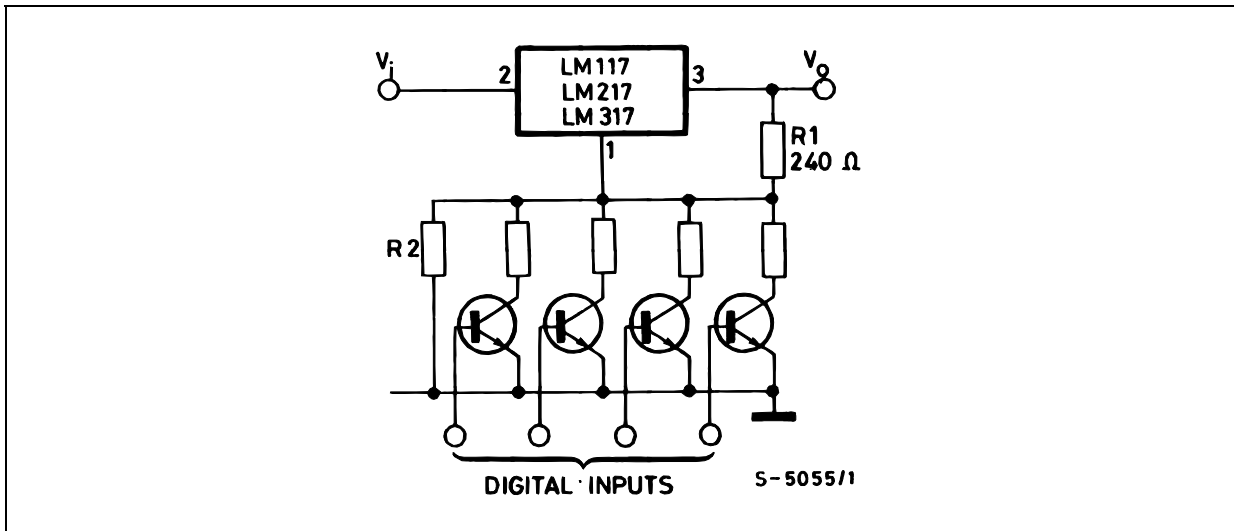 Vi
Vo
2
LM117
LM217
LM317
3
1
R1
240 Ω
R2
DIGITAL INPUTS
S-5055/1